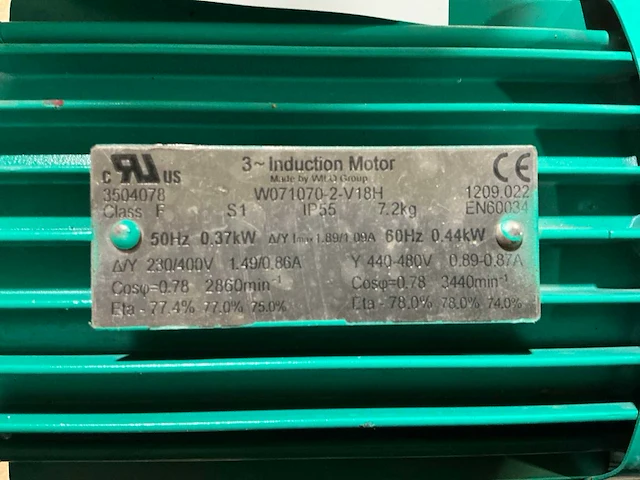 3~ Induction Motor
c RU US CE
Made by WILO Group
3504078 W071070-2-V18H 1209.022
Class F S1 IP55 7.2kg EN60034
50Hz 0.37kW Δ/Y Imax 1.89/1.09A 60Hz 0.44kW
Δ/Y 230/400V 1.49/0.86A Y 440-480V 0.89-0.87A
Cosφ=0.78 2860min⁻¹ Cosφ=0.78 3440min⁻¹
Eta - 77.4% 77.0% 75.0% Eta - 78.0% 78.0% 74.0%